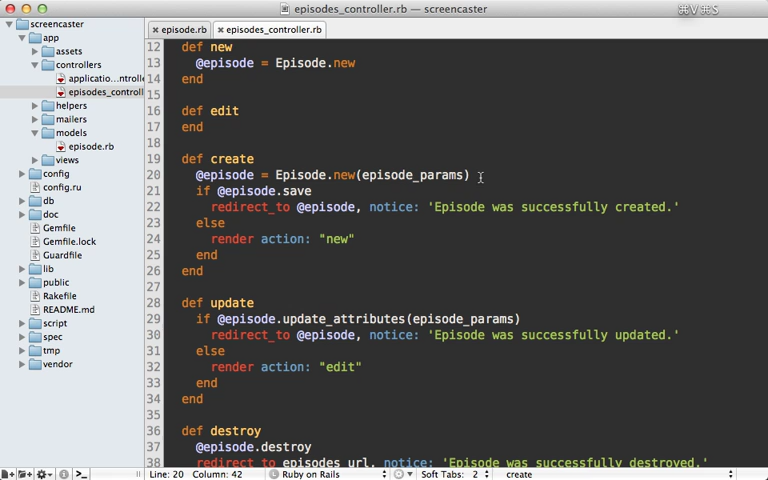 episodes_controller.rb — screencaster
⌘V ⌘S
screencaster
app
assets
controllers
applicatio…ntrolle
episodes_controll
helpers
mailers
models
episode.rb
views
config
config.ru
db
doc
Gemfile
Gemfile.lock
Guardfile
lib
public
Rakefile
README.md
script
spec
tmp
vendor
episode.rb
episodes_controller.rb
12 def new
13 @episode = Episode.new
14 end
15
16 def edit
17 end
18
19 def create
20 @episode = Episode.new(episode_params)
21 if @episode.save
22 redirect_to @episode, notice: 'Episode was successfully created.'
23 else
24 render action: "new"
25 end
26 end
27
28 def update
29 if @episode.update_attributes(episode_params)
30 redirect_to @episode, notice: 'Episode was successfully updated.'
31 else
32 render action: "edit"
33 end
34 end
35
36 def destroy
37 @episode.destroy
38 redirect_to episodes_url, notice: 'Episode was successfully destroyed.'
Line: 20 Column: 42
Ruby on Rails
Soft Tabs: 2
create